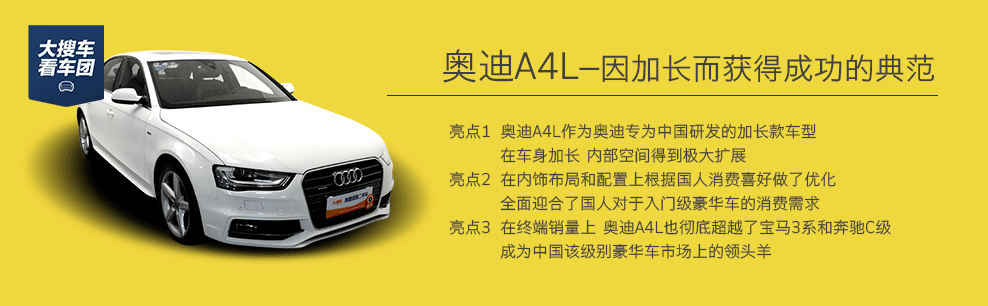 大搜车
看车团
奥迪A4L—因加长而获得成功的典范
亮点1 奥迪A4L作为奥迪专为中国研发的加长款车型
在车身加长 内部空间得到极大扩展
亮点2 在内饰布局和配置上根据国人消费喜好做了优化
全面迎合了国人对于入门级豪华车的消费需求
亮点3 在终端销量上 奥迪A4L也彻底超越了宝马3系和奔驰C级
成为中国该级别豪华车市场上的领头羊